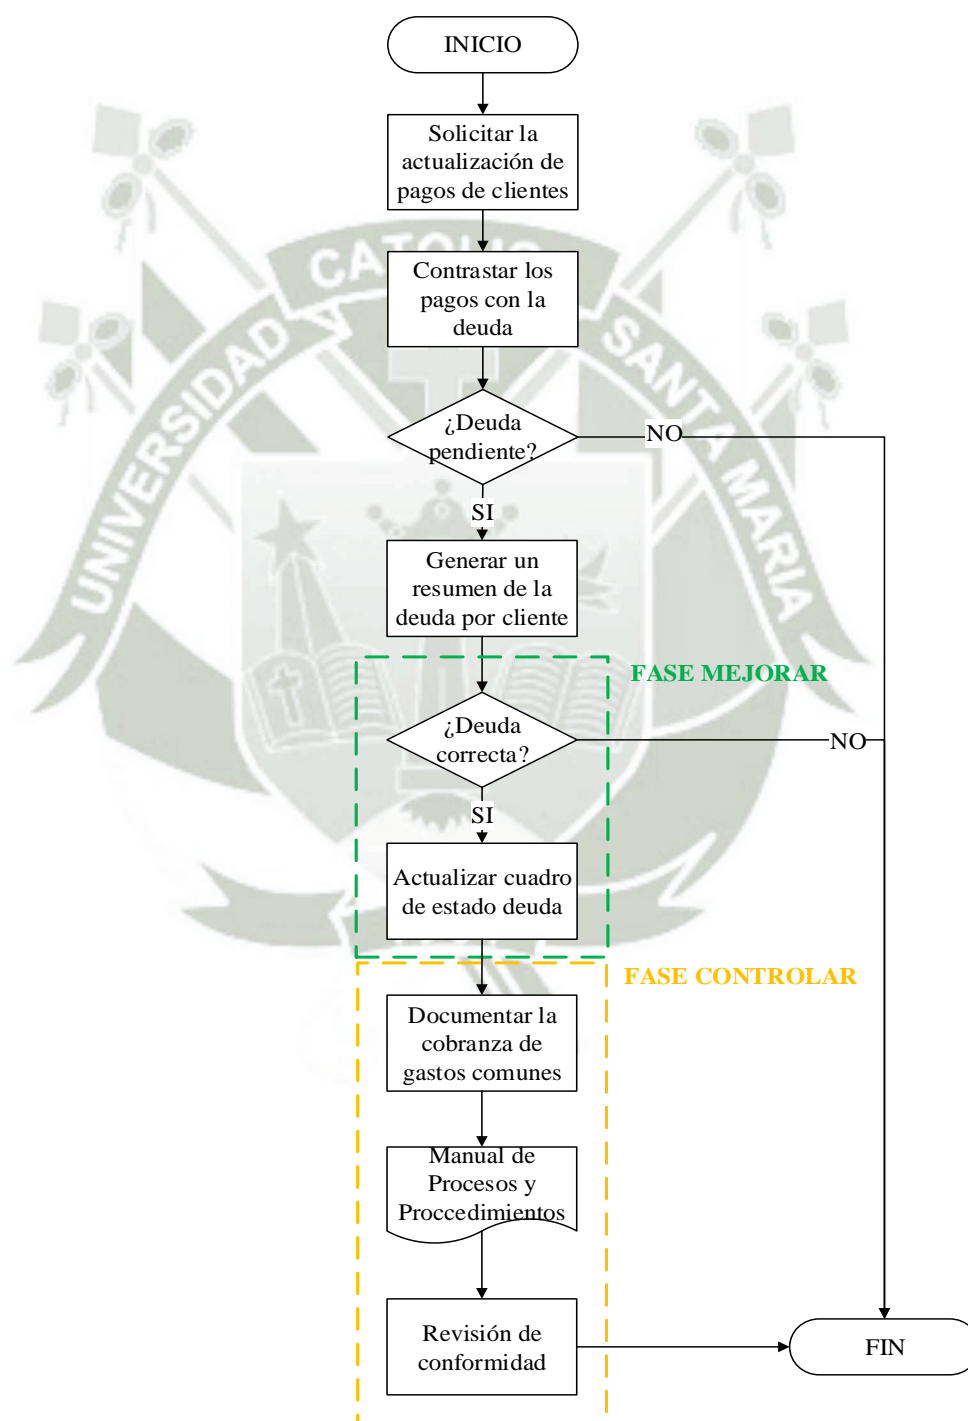 INICIO
Solicitar la
actualización de
pagos de clientes
CATOLIC
UNIVERSIDAD
SANTA MARIA
Contrastar los
pagos con la
deuda
¿Deuda
pendiente?
NO
SI
Generar un
resumen de la
deuda por cliente
FASE MEJORAR
¿Deuda
correcta?
NO
SI
Actualizar cuadro
de estado deuda
FASE CONTROLAR
Documentar la
cobranza de
gastos comunes
Manual de
Procesos y
Proccedimientos
Revisión de
conformidad
FIN